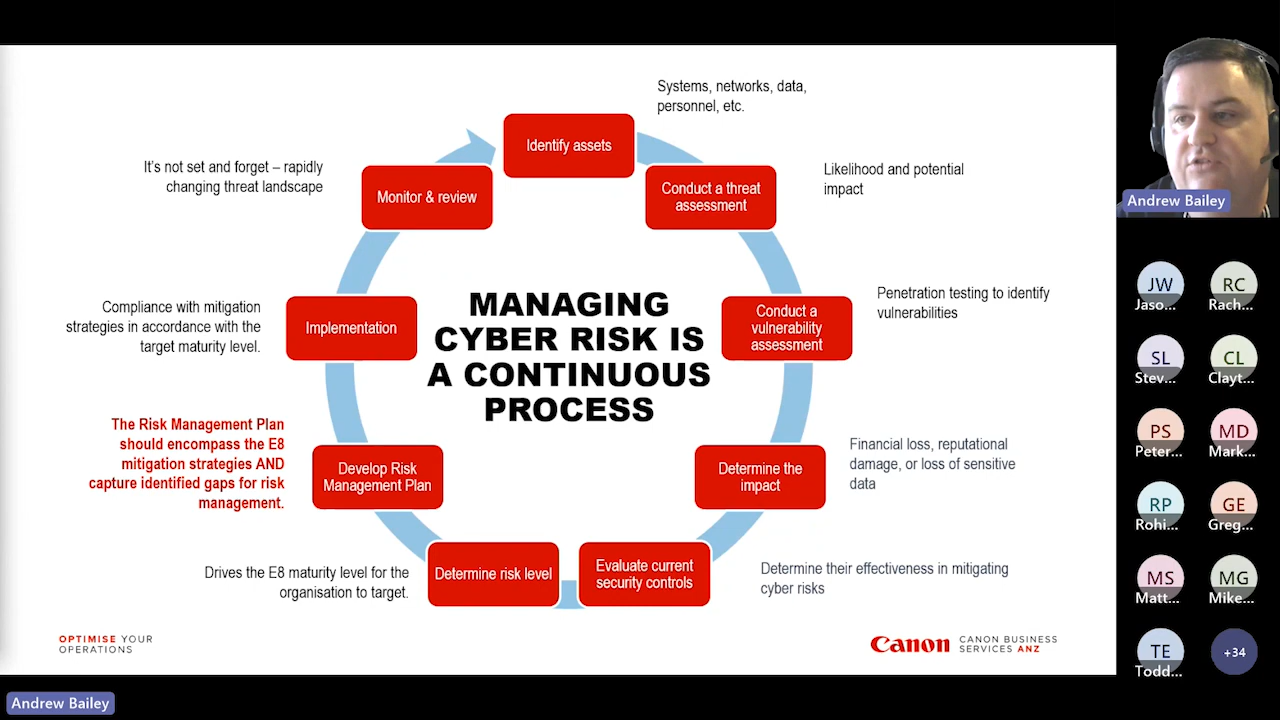 Systems, networks, data,
personnel, etc.
Identify assets
It's not set and forget – rapidly
changing threat landscape
Monitor & review
Conduct a threat
assessment
Likelihood and potential
impact
Andrew Bailey
JW
Jaso...
RC
Rach...
Compliance with mitigation
strategies in accordance with the
target maturity level.
Implementation
MANAGING
CYBER RISK IS
A CONTINUOUS
PROCESS
Conduct a
vulnerability
assessment
Penetration testing to identify
vulnerabilities
SL
Stev...
CL
Clayt...
The Risk Management Plan
should encompass the E8
mitigation strategies AND
capture identified gaps for risk
management.
Develop Risk
Management Plan
Determine the
impact
Financial loss, reputational
damage, or loss of sensitive
data
PS
Peter...
MD
Mark...
RP
Rohi...
GE
Greg...
Drives the E8 maturity level for the
organisation to target.
Determine risk level
Evaluate current
security controls
Determine their effectiveness in mitigating
cyber risks
MS
Matt...
MG
Mike...
OPTIMISE YOUR
OPERATIONS
Canon
CANON BUSINESS
SERVICES ANZ
TE
Todd...
+34
Andrew Bailey